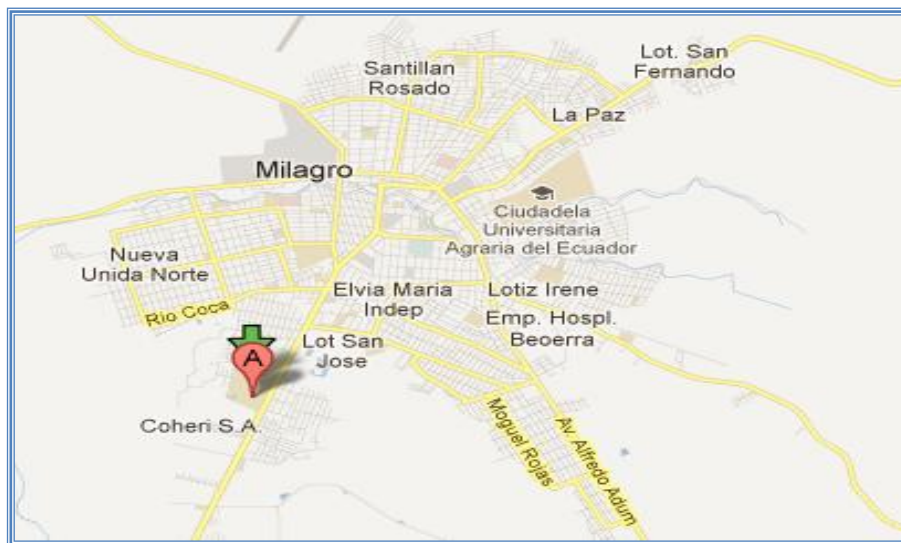 Lot. San
Fernando
Santillan
Rosado
La Paz
Milagro
Ciudadela
Universitaria
Agraria del Ecuador
Nueva
Unida Norte
Rio Coca
Elvia Maria
Indep
Lotiz Irene
Emp. Hospl.
Beoerra
Lot San
Jose
A
Coheri S.A.
Moguel Rojas
Av. Alfredo Adum